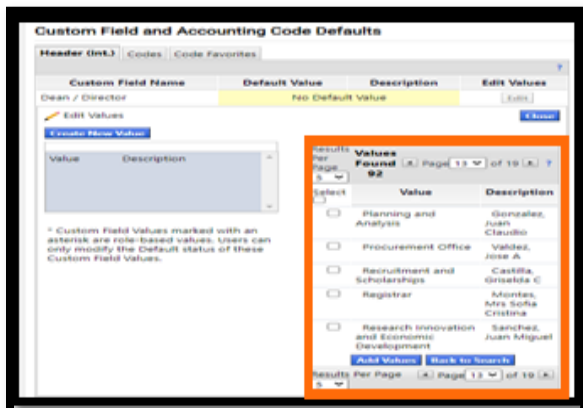 Custom Field and Accounting Code Defaults
Header (Int.) Codes Code Favorites
?
Custom Field Name Default Value Description Edit Values
Dean / Director No Default Value Edit
Edit Values Close
Create New Value
Value Description
* Custom Field Values marked with an
asterisk are role-based values. Users can
only modify the Default status of these
Custom Field Values.
Results
Per
Page
5
Values
Found
92
Page 13 of 19 ?
Select Value Description
Planning and
Analysis
Gonzalez,
Juan
Claudio
Procurement Office
Valdez,
Jose A
Recruitment and
Scholarships
Castilla,
Griselda C
Registrar
Montes,
Mrs Sofia
Cristina
Research Innovation
and Economic
Development
Sanchez,
Juan Miguel
Add Values Back to Search
Results Per Page
5
Page 13 of 19